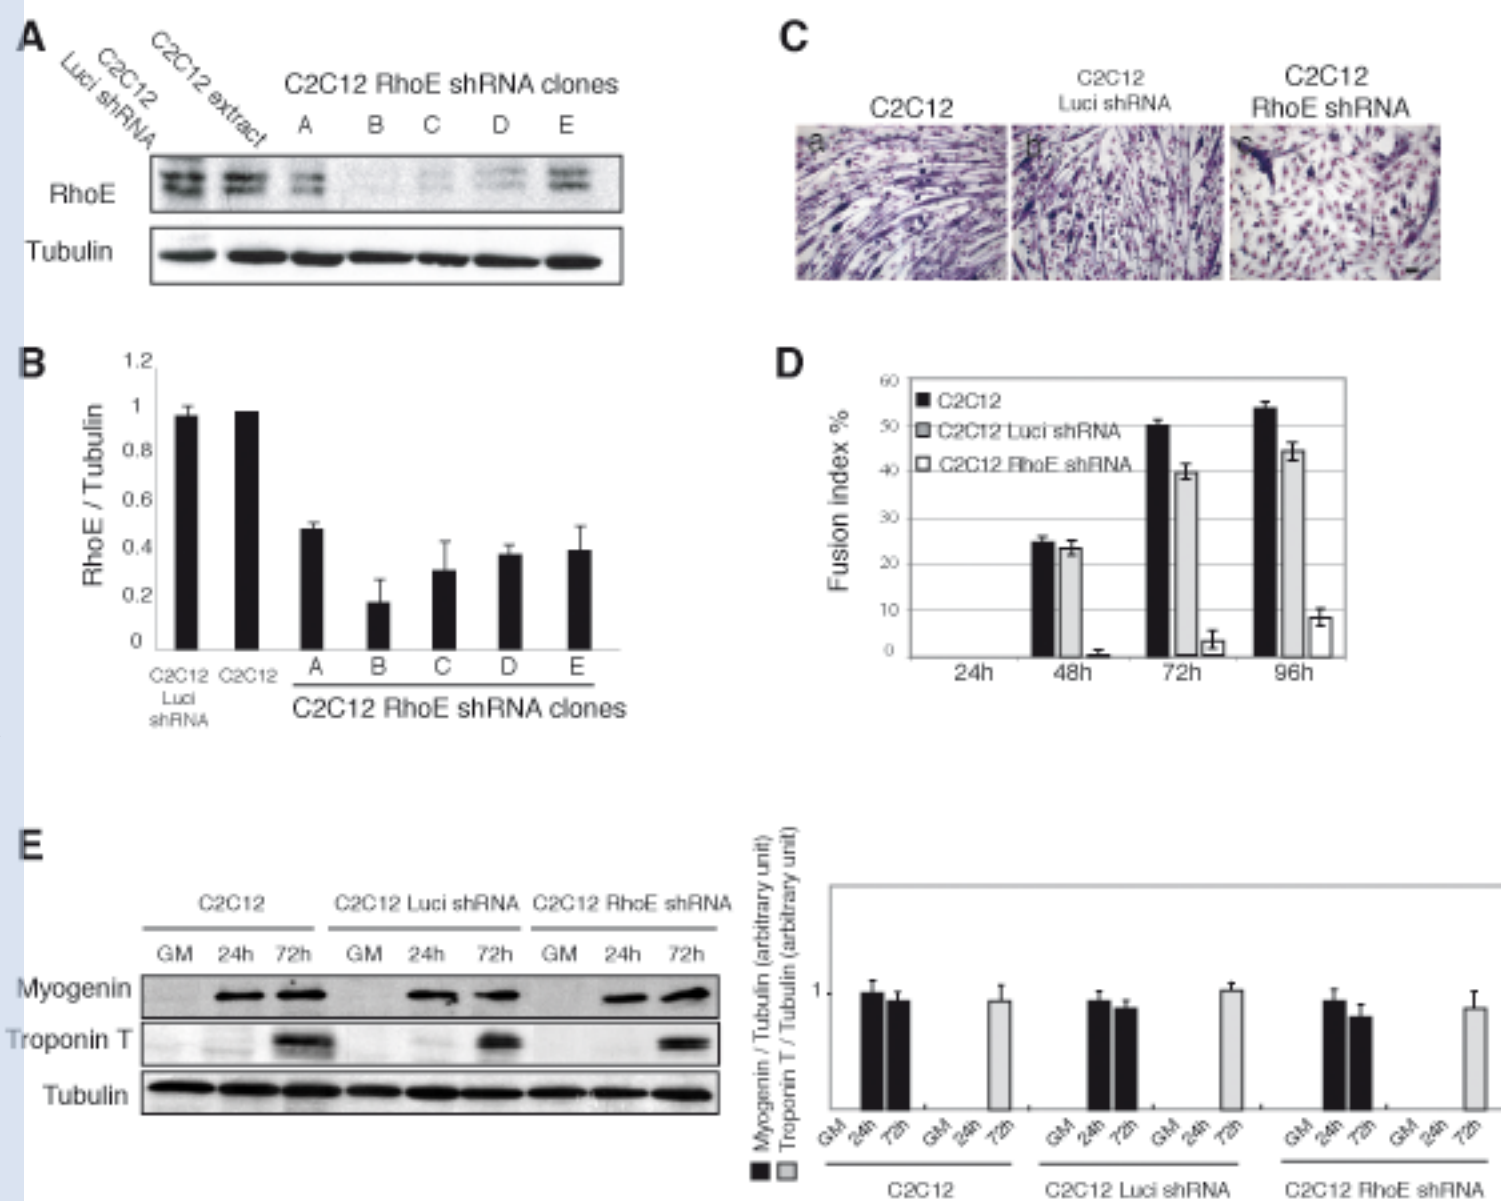 A
C2C12
Luci shRNA
C2C12 extract
C2C12 RhoE shRNA clones
A B C D E
RhoE
Tubulin
B
RhoE / Tubulin
1.2
1
0.8
0.6
0.4
0.2
0
C2C12
Luci
shRNA
C2C12
A B C D E
C2C12 RhoE shRNA clones
C
C2C12
C2C12
Luci shRNA
C2C12
RhoE shRNA
a b c
D
Fusion index %
60
50
40
30
20
10
0
C2C12
C2C12 Luci shRNA
C2C12 RhoE shRNA
24h 48h 72h 96h
E
C2C12 C2C12 Luci shRNA C2C12 RhoE shRNA
GM 24h 72h GM 24h 72h GM 24h 72h
Myogenin
Troponin T
Tubulin
Myogenin / Tubulin (arbitrary unit)
Troponin T / Tubulin (arbitrary unit)
1
GM 24h 72h GM 24h 72h GM 24h 72h GM 24h 72h GM 24h 72h GM 24h 72h
C2C12 C2C12 Luci shRNA C2C12 RhoE shRNA